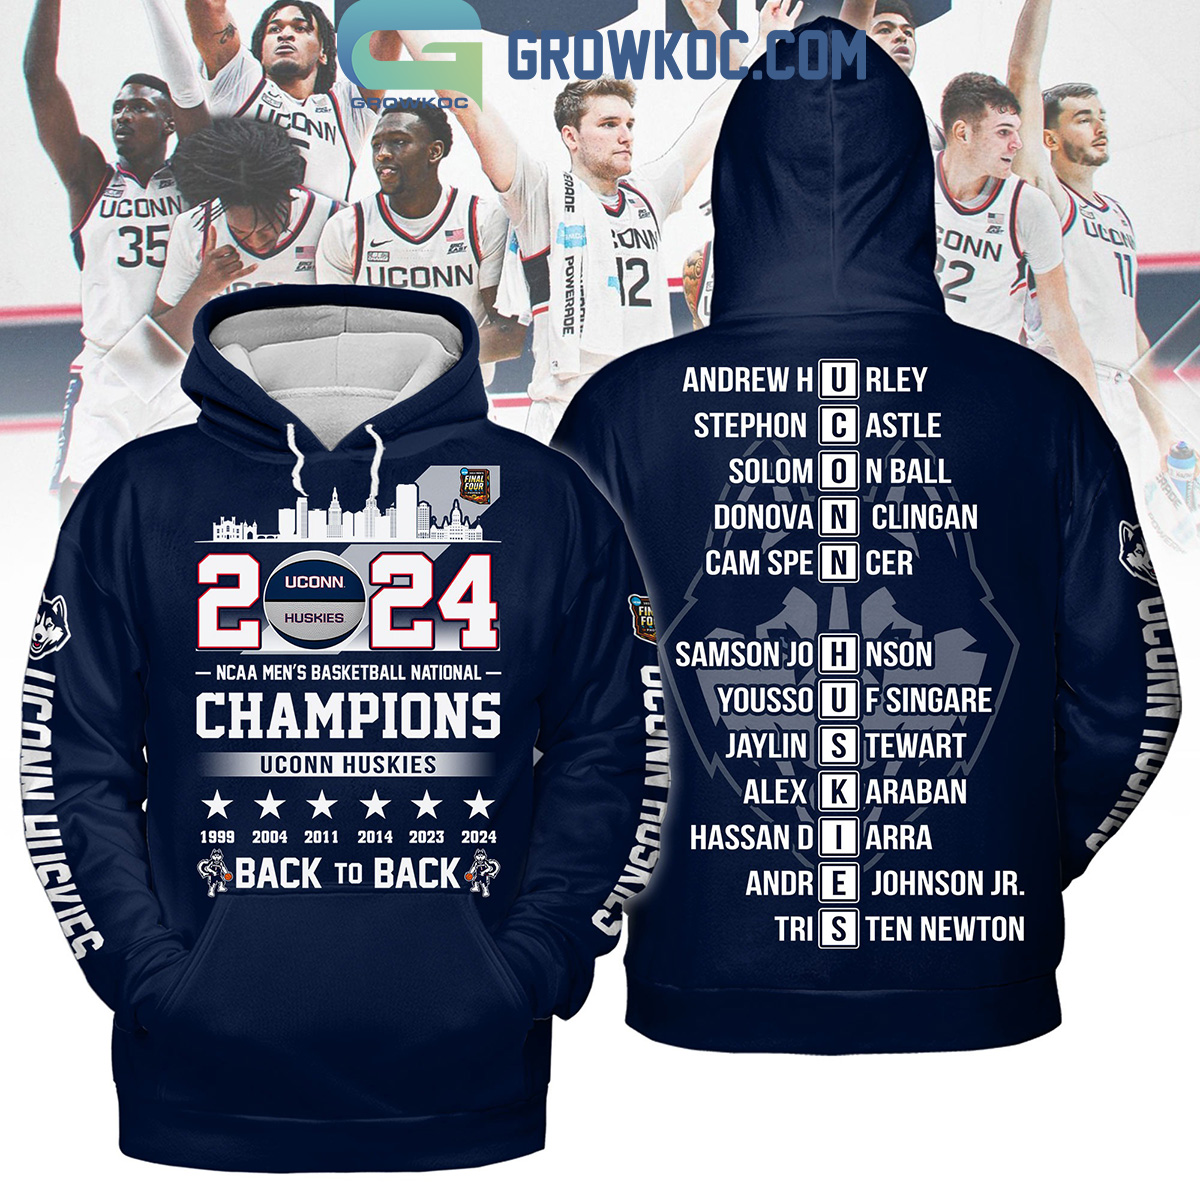 GROWKOC
GROWKOC.COM
UCONN
35
UCONN
UCONN
POWERADE
12
UCONN
11
FINAL FOUR
2024
UCONN
HUSKIES
NCAA MEN'S BASKETBALL NATIONAL
CHAMPIONS
UCONN HUSKIES
1999 2004 2011 2014 2023 2024
BACK TO BACK
UCONN HUSKIES
UCONN HUSKIES
ANDREW HURLEY
STEPHON CASTLE
SOLOMON BALL
DONOVAN CLINGAN
CAM SPENCER
SAMSON JOHNSON
YOUSSOUF SINGARE
JAYLIN STEWART
ALEX KARABAN
HASSAN DIARRA
ANDRE JOHNSON JR.
TRISTEN NEWTON
UCONN HUSKIES